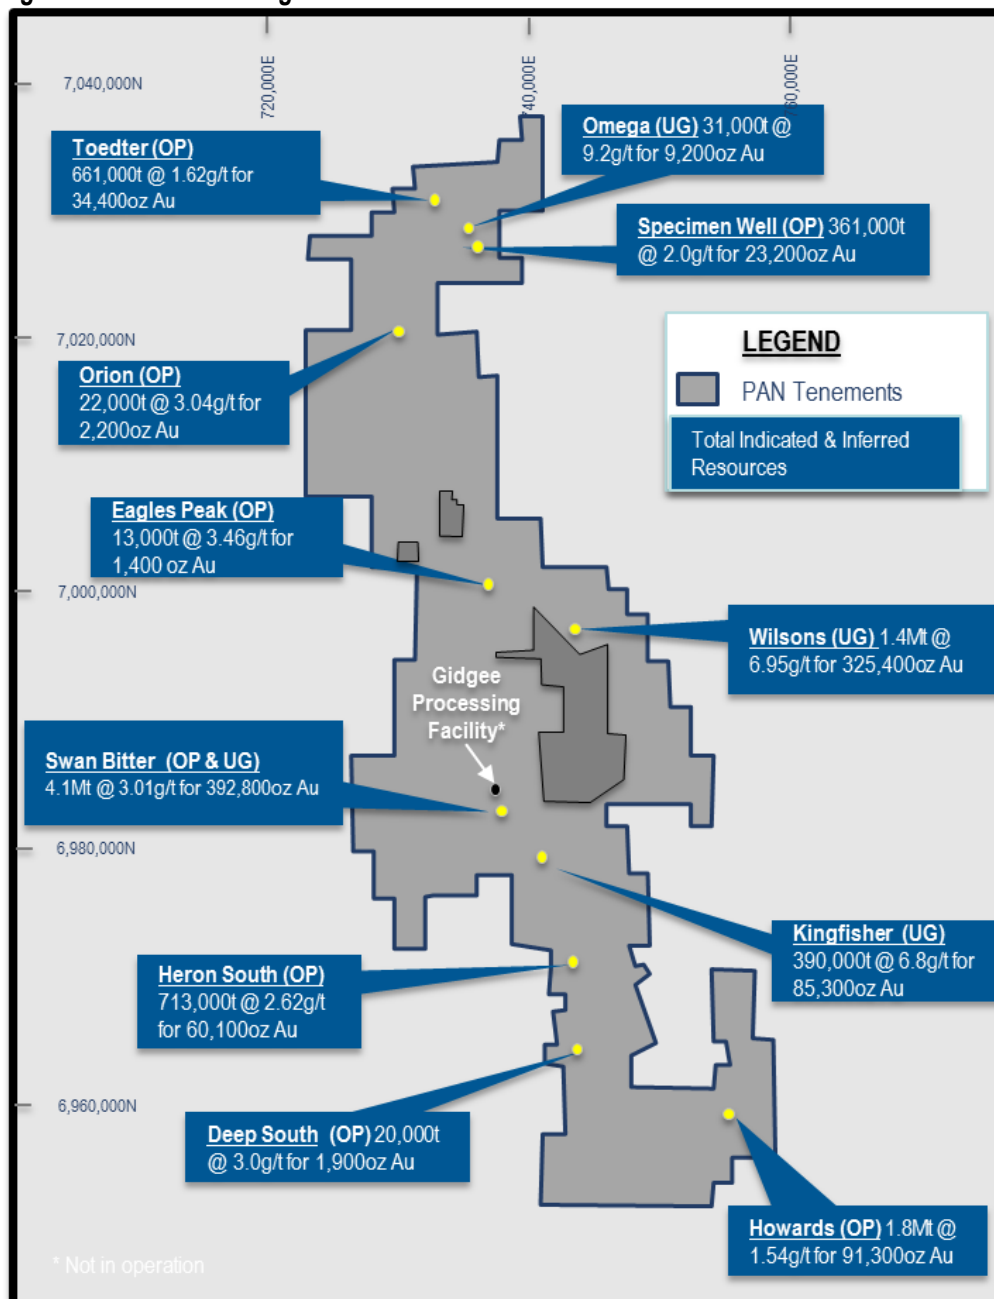 720,000E
740,000E
760,000E
7,040,000N
Toedter (OP)
661,000t @ 1.62g/t for
34,400oz Au
Omega (UG) 31,000t @
9.2g/t for 9,200oz Au
Specimen Well (OP) 361,000t
@ 2.0g/t for 23,200oz Au
7,020,000N
LEGEND
PAN Tenements
Total Indicated & Inferred
Resources
Orion (OP)
22,000t @ 3.04g/t for
2,200oz Au
Eagles Peak (OP)
13,000t @ 3.46g/t for
1,400 oz Au
7,000,000N
Wilsons (UG) 1.4Mt @
6.95g/t for 325,400oz Au
Gidgee
Processing
Facility*
Swan Bitter (OP & UG)
4.1Mt @ 3.01g/t for 392,800oz Au
6,980,000N
Kingfisher (UG)
390,000t @ 6.8g/t for
85,300oz Au
Heron South (OP)
713,000t @ 2.62g/t
for 60,100oz Au
6,960,000N
Deep South (OP) 20,000t
@ 3.0g/t for 1,900oz Au
Howards (OP) 1.8Mt @
1.54g/t for 91,300oz Au
* Not in operation